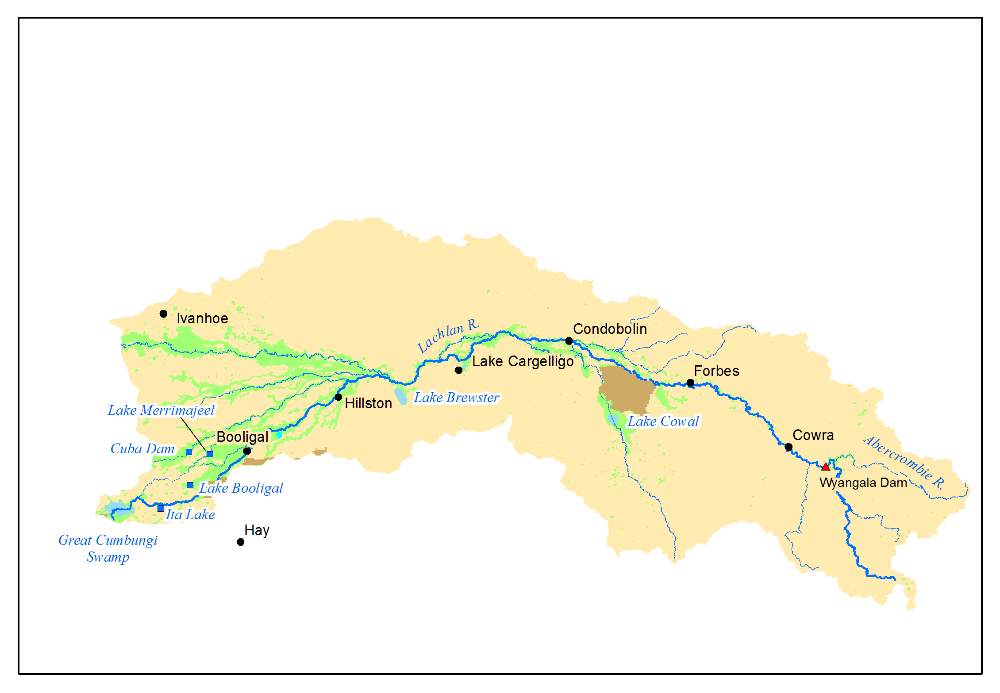 Ivanhoe
Lachlan R.
Condobolin
Lake Cargelligo
Forbes
Lake Brewster
Hillston
Lake Merrimajeel
Lake Cowal
Booligal
Cowra
Cuba Dam
Abercrombie R.
Wyangala Dam
Lake Booligal
Ita Lake
Hay
Great Cumbungi
Swamp